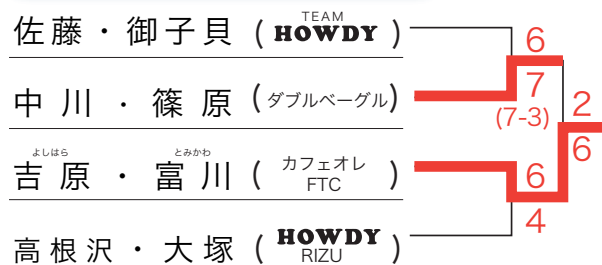 佐藤・御子貝 (TEAM HOWDY)
6
7
(7-3)
中川・篠原 (ダブルベーグル)
2
6
よしはら とみかわ
吉原・富川 (カフェオレ FTC)
6
4
高根沢・大塚 (HOWDY RIZU)